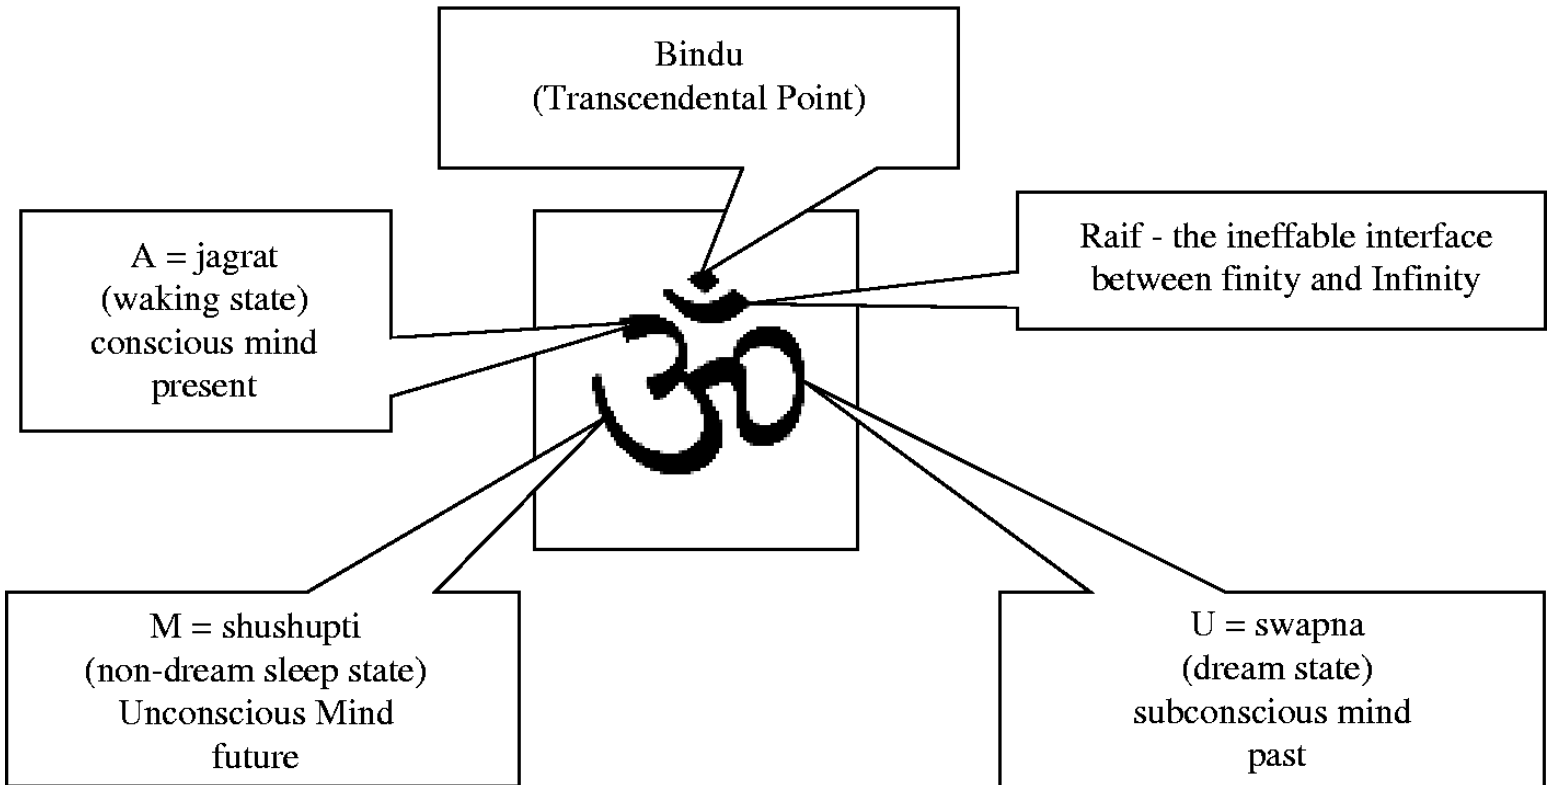 Bindu
(Transcendental Point)
A = jagrat
(waking state)
conscious mind
present
Raif - the ineffable interface
between finity and Infinity
ॐ
M = shushupti
(non-dream sleep state)
Unconscious Mind
future
U = swapna
(dream state)
subconscious mind
past